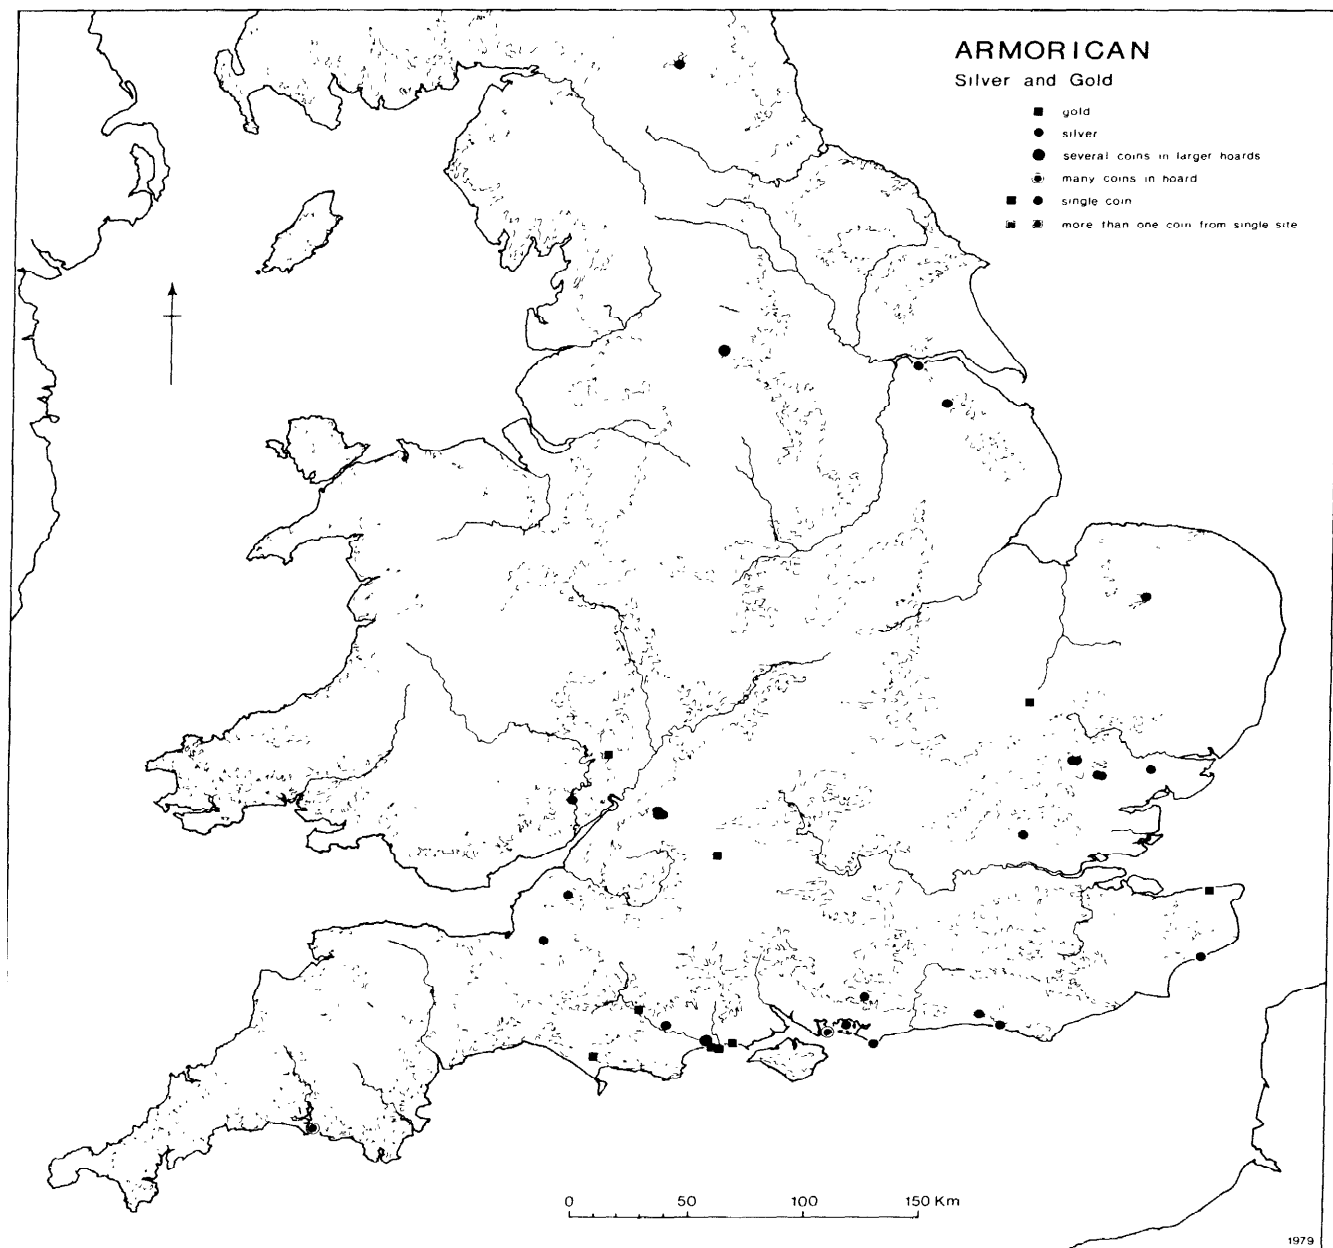 ARMORICAN
Silver and Gold
gold
silver
several coins in larger hoards
many coins in hoard
single coin
more than one coin from single site
0 50 100 150 Km
1979